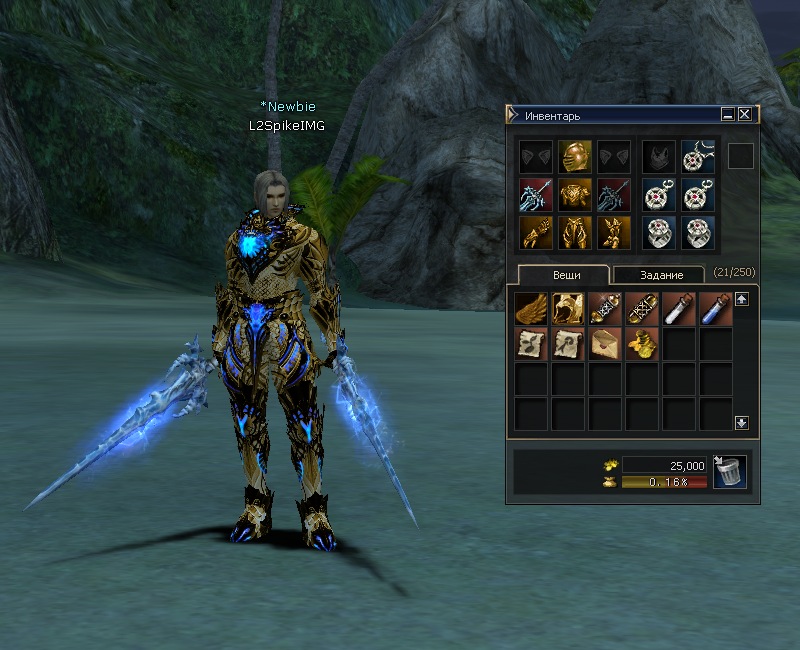 *Newbie
L2SpikeIMG
Инвентарь
Вещи
Задание
(21/250)
25,000
0.16%